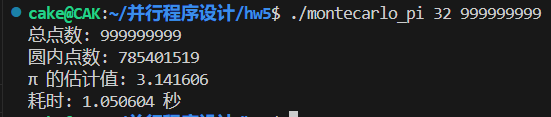 cake@CAK:~/并行程序设计/hw5$ ./montecarlo_pi 32 999999999
总点数: 999999999
圆内点数: 785401519
π 的估计值: 3.141606
耗时: 1.050604 秒